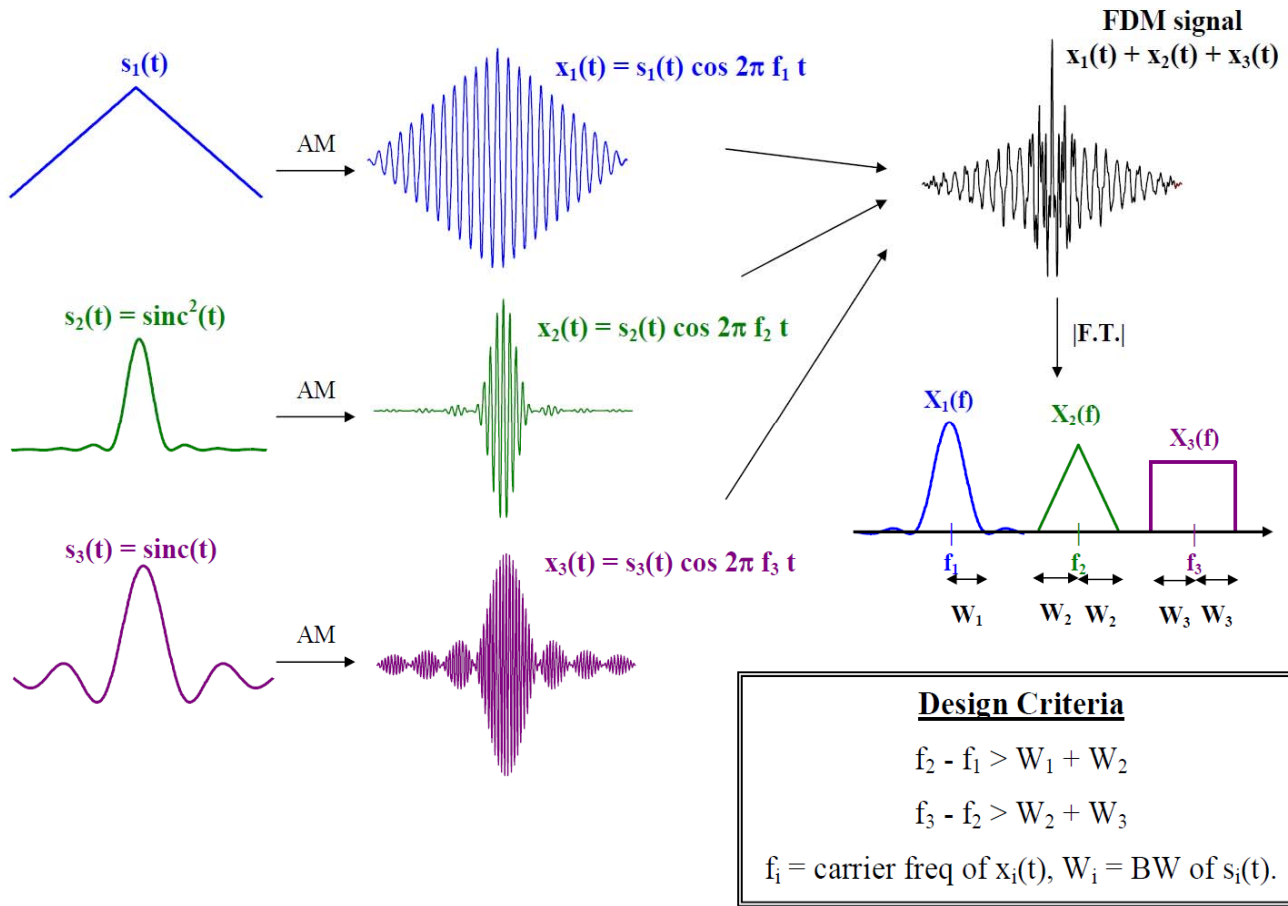 FDM signal
x₁(t) + x₂(t) + x₃(t)
s₁(t)
AM
x₁(t) = s₁(t) cos 2π f₁ t
s₂(t) = sinc²(t)
AM
x₂(t) = s₂(t) cos 2π f₂ t
|F.T.|
s₃(t) = sinc(t)
AM
x₃(t) = s₃(t) cos 2π f₃ t
X₁(f)
X₂(f)
X₃(f)
f₁
f₂
f₃
W₁
W₂
W₂
W₃
W₃
Design Criteria
f₂ - f₁ > W₁ + W₂
f₃ - f₂ > W₂ + W₃
fᵢ = carrier freq of xᵢ(t), Wᵢ = BW of sᵢ(t).